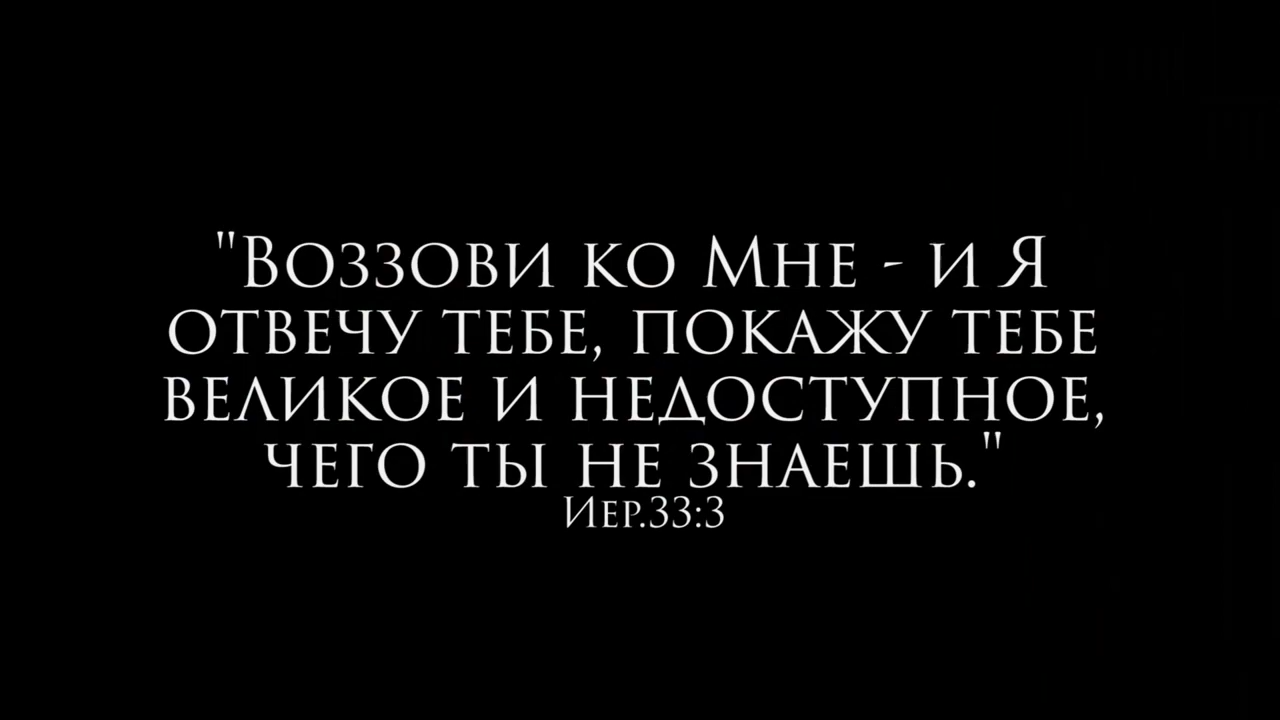 "Воззови ко Мне - и Я
отвечу тебе, покажу тебе
великое и недоступное,
чего ты не знаешь."
Иер.33:3